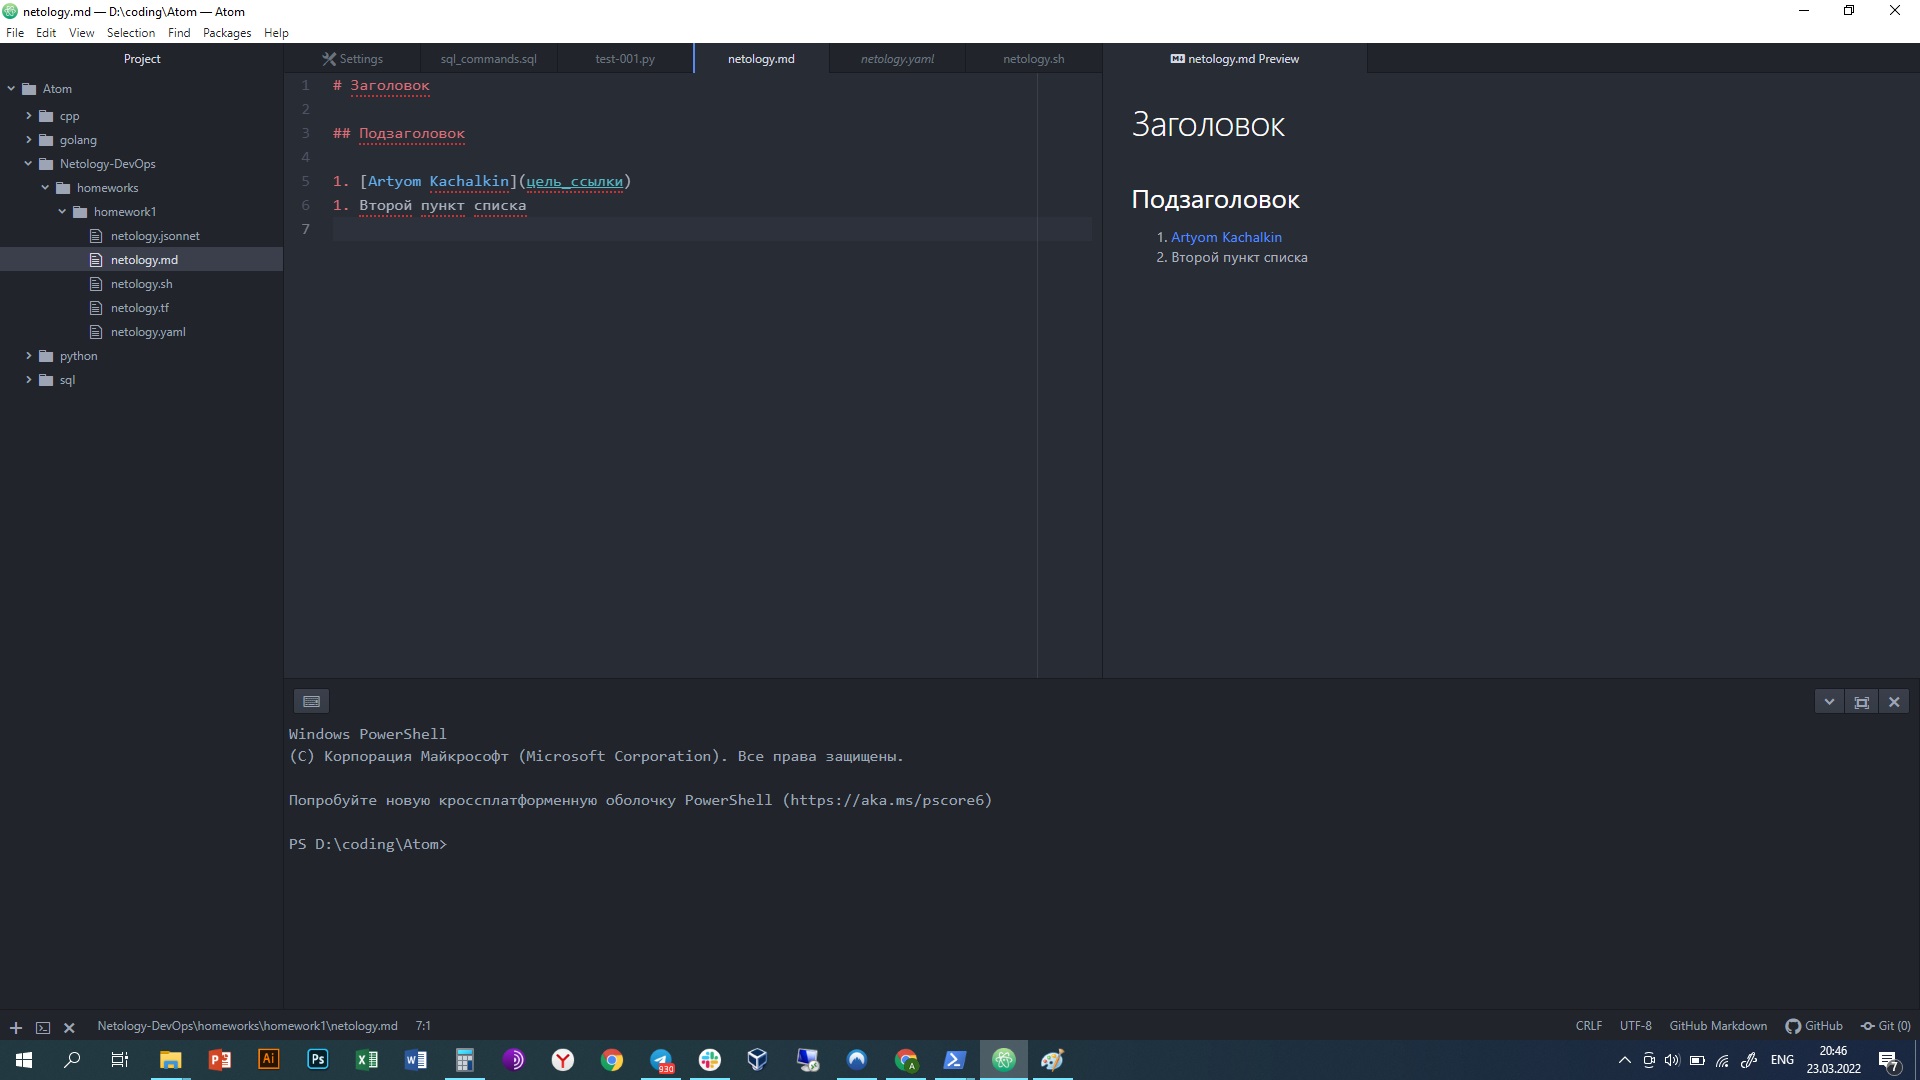 netology.md — D:\coding\Atom — Atom
File Edit View Selection Find Packages Help
Project
Settings sql_commands.sql test-001.py netology.md netology.yaml netology.sh
netology.md Preview
Atom
cpp
golang
Netology-DevOps
homeworks
homework1
netology.jsonnet
netology.md
netology.sh
netology.tf
netology.yaml
python
sql
1 # Заголовок
2
3 ## Подзаголовок
4
5 1. [Artyom Kachalkin](цель_ссылки)
6 1. Второй пункт списка
7
Заголовок
Подзаголовок
1. Artyom Kachalkin
2. Второй пункт списка
Windows PowerShell
(C) Корпорация Майкрософт (Microsoft Corporation). Все права защищены.
Попробуйте новую кроссплатформенную оболочку PowerShell (https://aka.ms/pscore6)
PS D:\coding\Atom>
Netology-DevOps\homeworks\homework1\netology.md 7:1
CRLF UTF-8 GitHub Markdown GitHub Git (0)
Ai Ps 930 A
ENG
20:46
23.03.2022
7